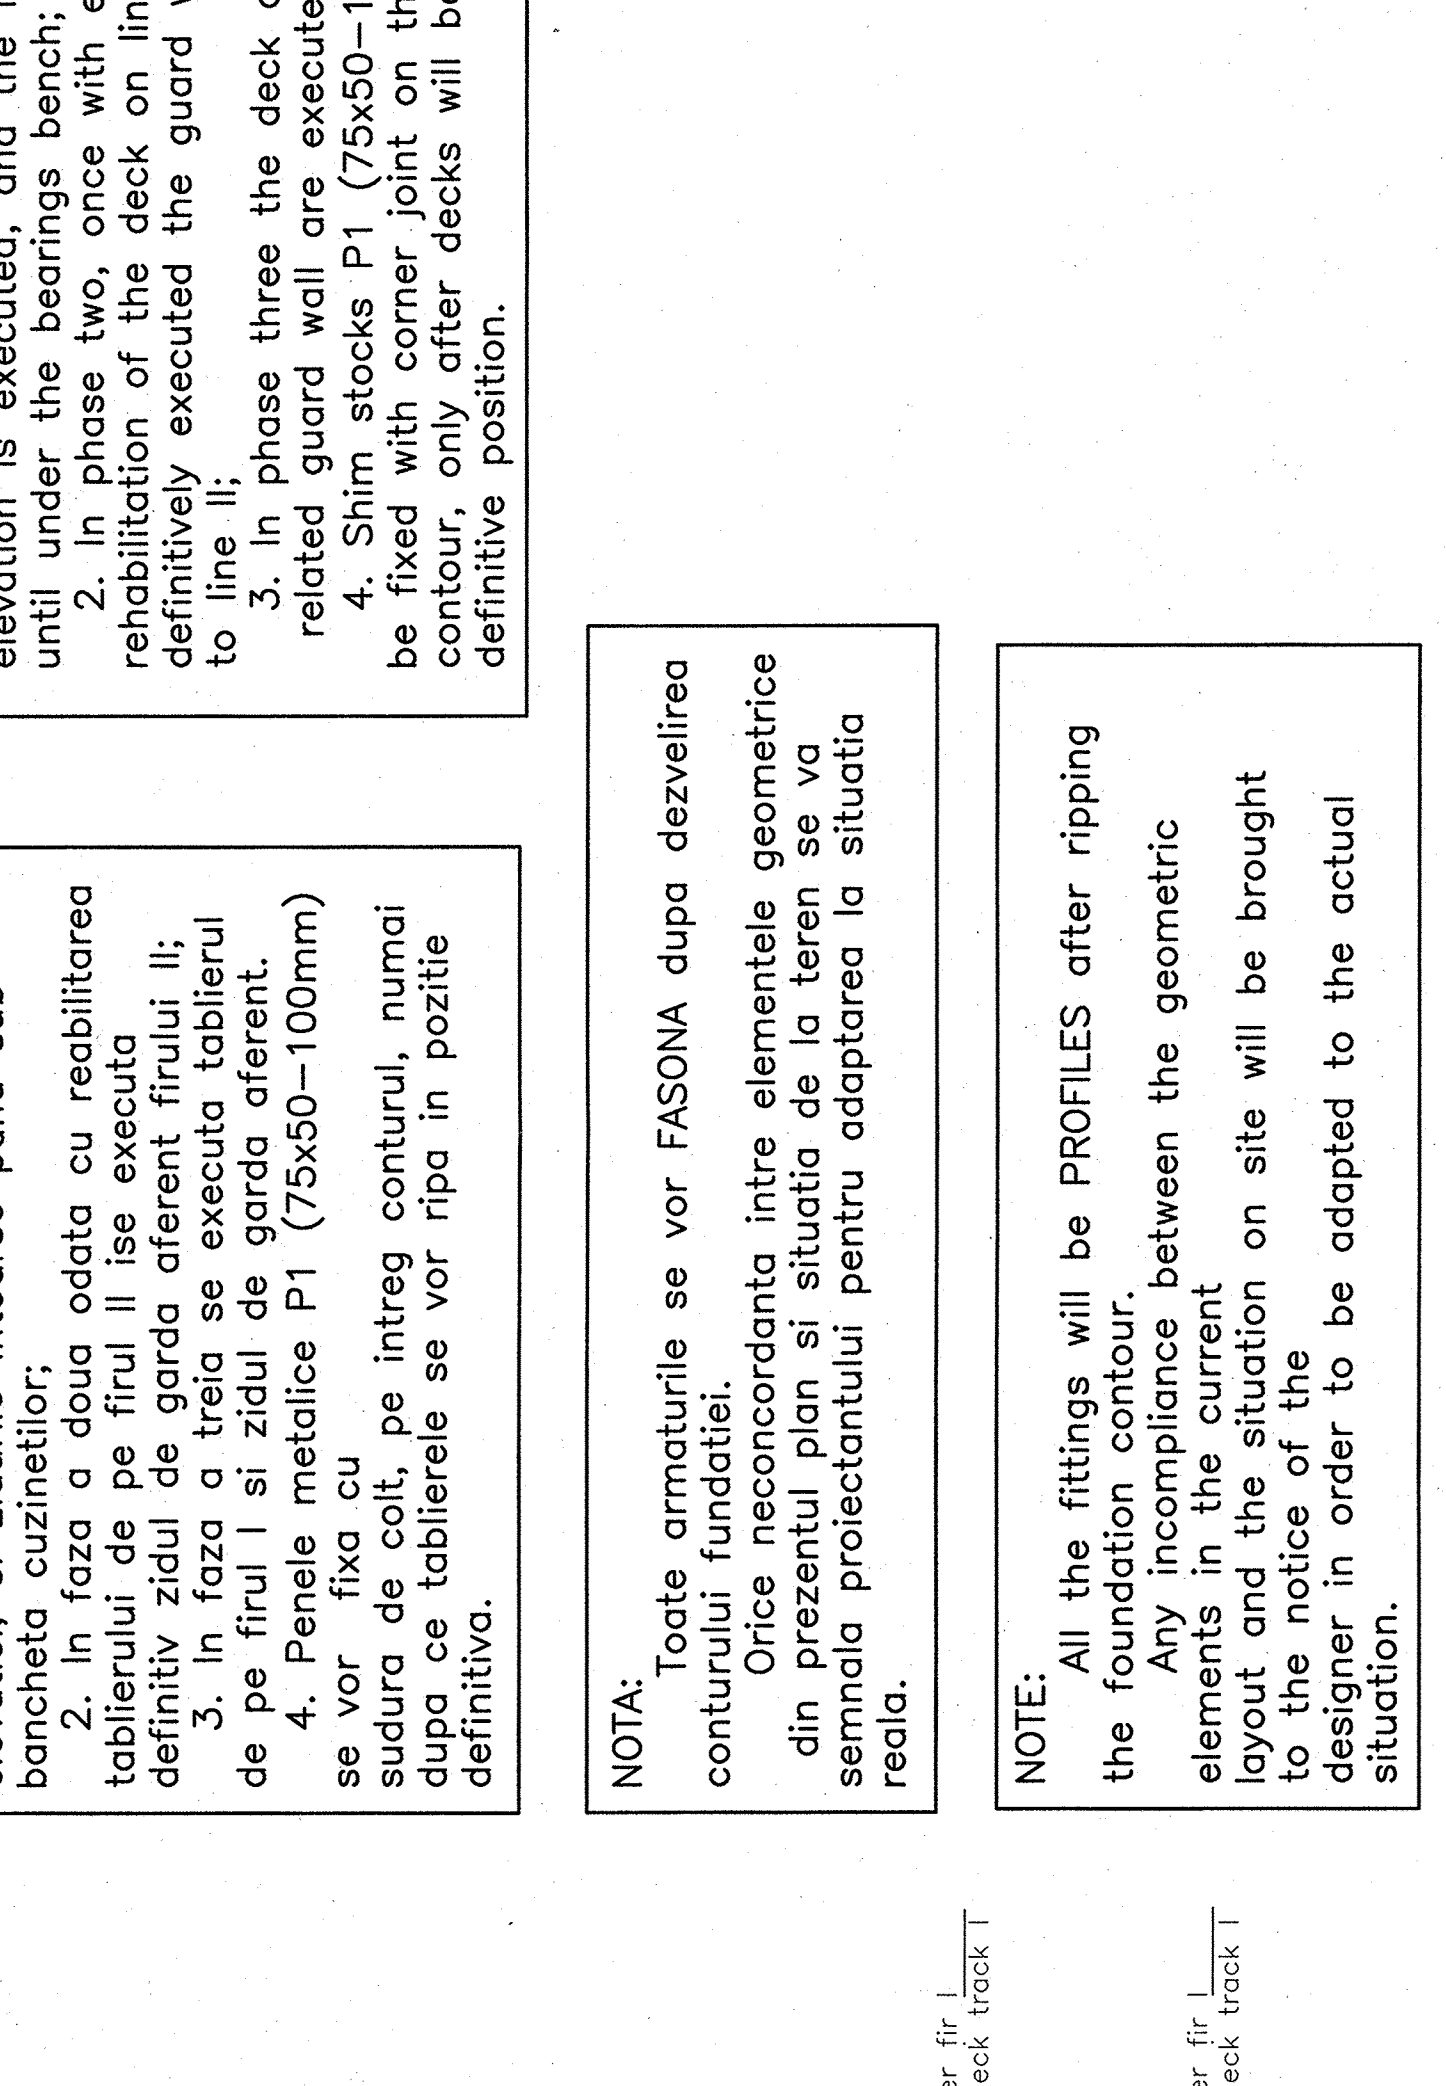 bancheta cuzinetilor;
2. In faza a doua odata cu reabilitarea
tablierului de pe firul II ise executa
definitiv zidul de garda aferent firului II;
3. In faza a treia se executa tablierul
de pe firul I si zidul de garda aferent.
4. Penele metalice P1 (75x50-100mm)
se vor fixa cu
sudura de colt, pe intreg conturul, numai
dupa ce tablierele se vor ripa in pozitie
definitiva.
elevation is executed, and the
until under the bearings bench;
2. In phase two, once with
rehabilitation of the deck on
definitively executed the guard
to line II;
3. In phase three the deck
related guard wall are
4. Shim stocks P1 (75x50-1
be fixed with corner joint on
contour, only after decks will
definitive position.
NOTA:
Toate armaturile se vor FASONA dupa dezvelirea
conturului fundatiei.
Orice neconcordanta intre elementele geometrice
din prezentul plan si situatia de la teren se va
semnala proiectantului pentru adaptarea la situatia
reala.
NOTE:
All the fittings will be PROFILES after ripping
the foundation contour.
Any incompliance between the geometric
elements in the current
layout and the situation on site will be brought
to the notice of the
designer in order to be adapted to the actual
situation.
fir I
track I
fir I
track I